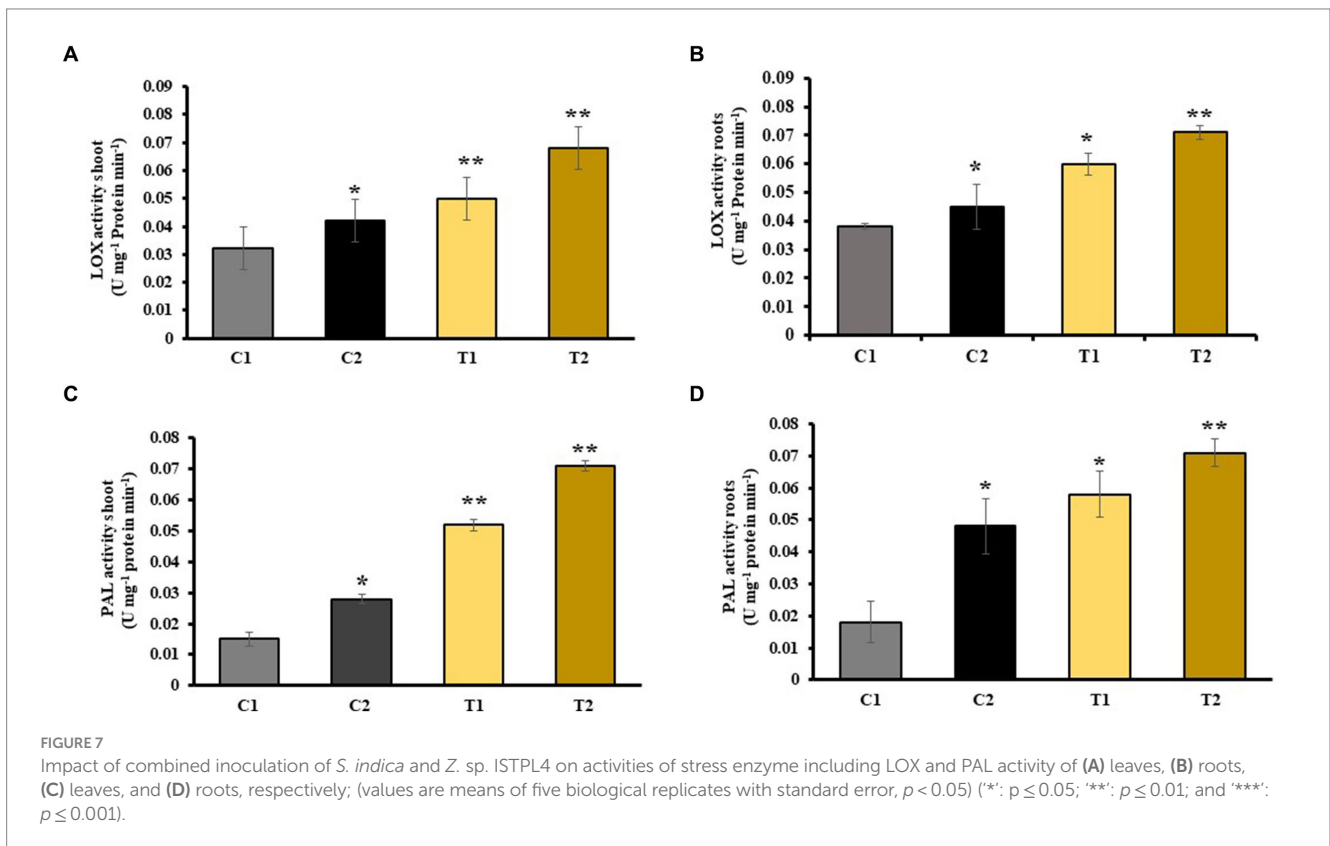 A
LOX activity shoot
(U mg-1 Protein min-1)
0.09
0.08
0.07
0.06
0.05
0.04
0.03
0.02
0.01
0
*
**
**
C1 C2 T1 T2
B
LOX activity roots
(U mg-1 Protein min-1)
0.09
0.08
0.07
0.06
0.05
0.04
0.03
0.02
0.01
0
*
*
**
C1 C2 T1 T2
C
PAL activity shoot
(U mg-1 protein min-1)
0.08
0.07
0.06
0.05
0.04
0.03
0.02
0.01
0
*
**
**
C1 C2 T1 T2
D
PAL activity roots
(U mg-1 protein min-1)
0.08
0.07
0.06
0.05
0.04
0.03
0.02
0.01
0
*
*
**
C1 C2 T1 T2
FIGURE 7
Impact of combined inoculation of S. indica and Z. sp. ISTPL4 on activities of stress enzyme including LOX and PAL activity of (A) leaves, (B) roots,
(C) leaves, and (D) roots, respectively; (values are means of five biological replicates with standard error, p < 0.05) ('*': p ≤ 0.05; '**': p ≤ 0.01; and '***':
p ≤ 0.001).